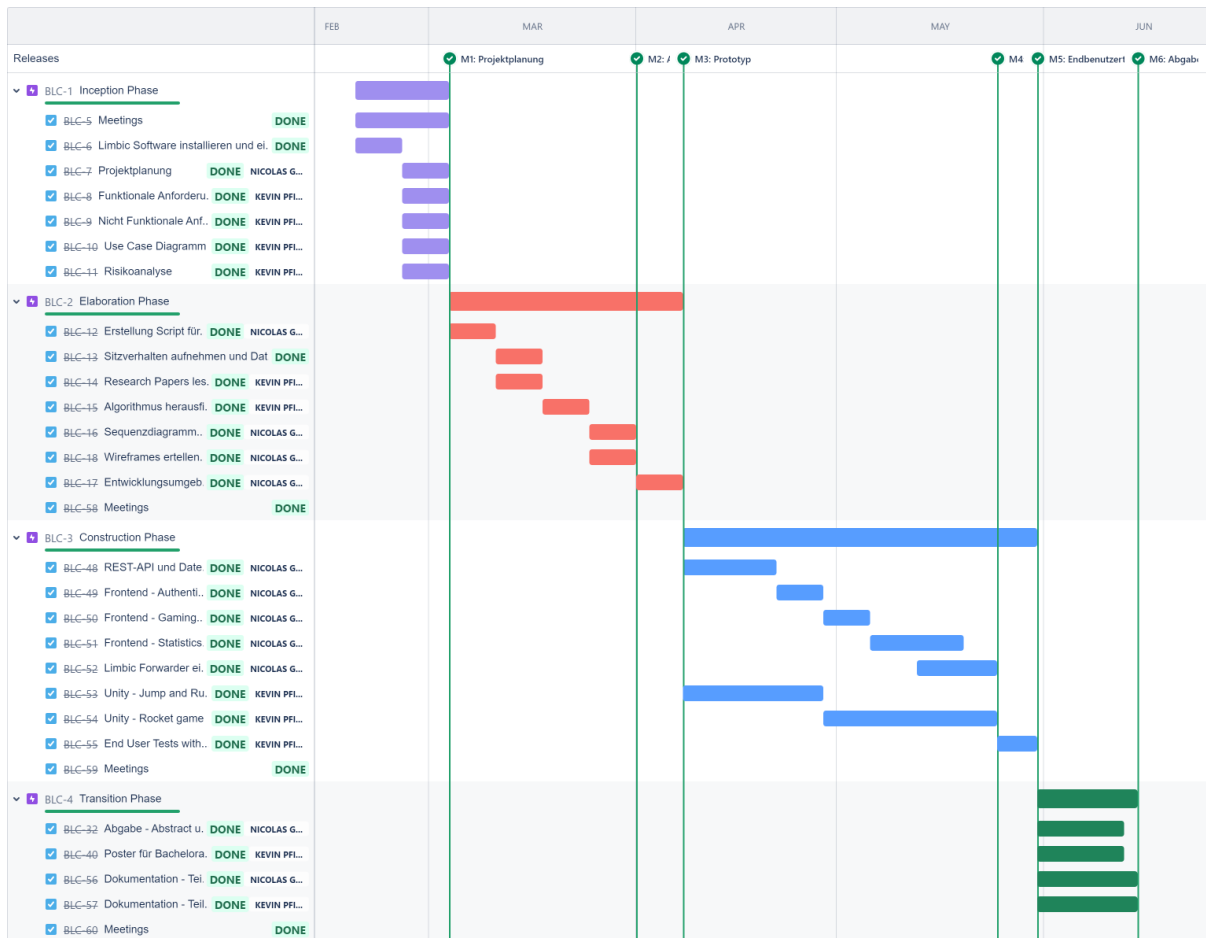 FEB MAR APR MAY JUN
Releases M1: Projektplanung M2: M3: Prototyp M4 M5: Endbenutzert M6: Abgab
BLC-1 Inception Phase
BLC-5 Meetings DONE
BLC-6 Limbic Software installieren und ei. DONE
BLC-7 Projektplanung DONE NICOLAS G...
BLC-8 Funktionale Anforderu. DONE KEVIN PFI...
BLC-9 Nicht Funktionale Anf.. DONE KEVIN PFI...
BLC-10 Use Case Diagramm DONE KEVIN PFI...
BLC-11 Risikoanalyse DONE KEVIN PFI...
BLC-2 Elaboration Phase
BLC-12 Erstellung Script für. DONE NICOLAS G...
BLC-13 Sitzverhalten aufnehmen und Dat DONE
BLC-14 Research Papers les. DONE KEVIN PFI...
BLC-15 Algorithmus herausfi. DONE KEVIN PFI...
BLC-16 Sequenzdiagramm.. DONE NICOLAS G...
BLC-18 Wireframes ertellen. DONE NICOLAS G...
BLC-17 Entwicklungsumgeb. DONE NICOLAS G...
BLC-58 Meetings DONE
BLC-3 Construction Phase
BLC-48 REST-API und Date DONE NICOLAS G...
BLC-49 Frontend - Authenti.. DONE NICOLAS G...
BLC-50 Frontend - Gaming.. DONE NICOLAS G...
BLC-51 Frontend - Statistics DONE NICOLAS G...
BLC-52 Limbic Forwarder ei. DONE NICOLAS G...
BLC-53 Unity - Jump and Ru. DONE KEVIN PFI...
BLC-54 Unity - Rocket game DONE KEVIN PFI...
BLC-55 End User Tests with.. DONE KEVIN PFI...
BLC-59 Meetings DONE
BLC-4 Transition Phase
BLC-32 Abgabe - Abstract u. DONE NICOLAS G...
BLC-40 Poster für Bachelora. DONE KEVIN PFI...
BLC-56 Dokumentation - Tei. DONE NICOLAS G...
BLC-57 Dokumentation - Teil. DONE KEVIN PFI...
BLC-60 Meetings DONE